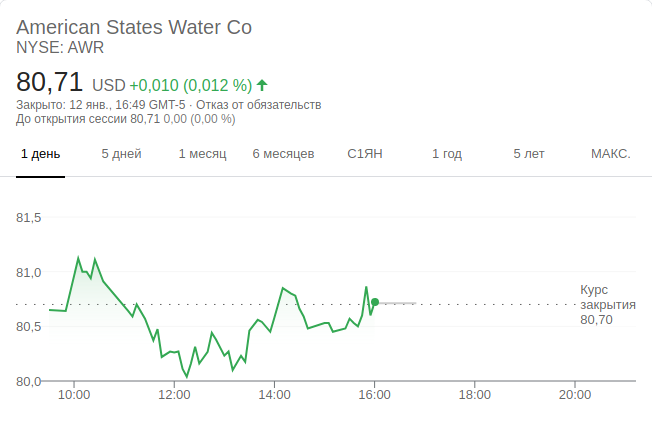 American States Water Co
NYSE: AWR
80,71 USD +0,010 (0,012 %)
Закрыто: 12 янв., 16:49 GMT-5 · Отказ от обязательств
До открытия сессии 80,71 0,00 (0,00 %)
1 день 5 дней 1 месяц 6 месяцев С1ЯН 1 год 5 лет МАКС.
81,5
81,0
Курс
закрытия
80,70
80,5
80,0
10:00 12:00 14:00 16:00 18:00 20:00